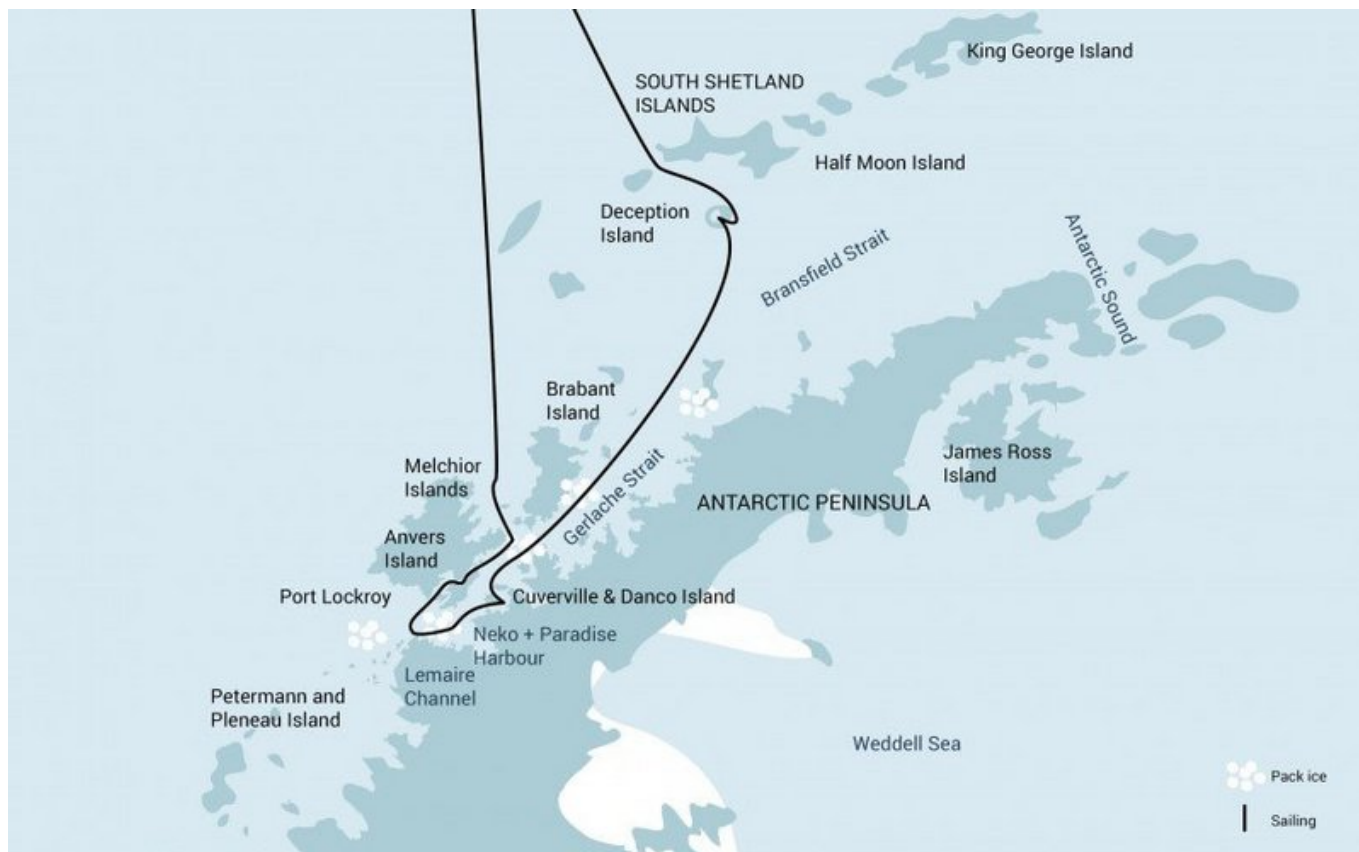 King George Island
SOUTH SHETLAND
ISLANDS
Half Moon Island
Deception
Island
Bransfield Strait
Antarctic Sound
Brabant
Island
James Ross
Island
Melchior
Islands
Gerlache Strait
ANTARCTIC PENINSULA
Anvers
Island
Port Lockroy
Cuverville & Danco Island
Neko + Paradise
Harbour
Lemaire
Channel
Petermann and
Pleneau Island
Weddell Sea
Pack ice
Sailing